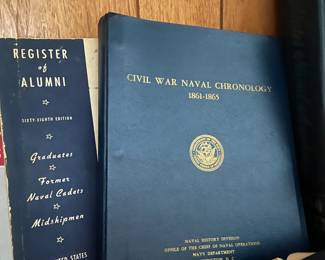 REGISTER
of
ALUMNI
SIXTY-EIGHTH EDITION
Graduates
Former
Naval Cadets
Midshipmen
STATES
CIVIL WAR NAVAL CHRONOLOGY
1861-1865
NAVAL HISTORY DIVISION
OFFICE OF THE CHIEF OF NAVAL OPERATIONS
NAVY DEPARTMENT
D. C.